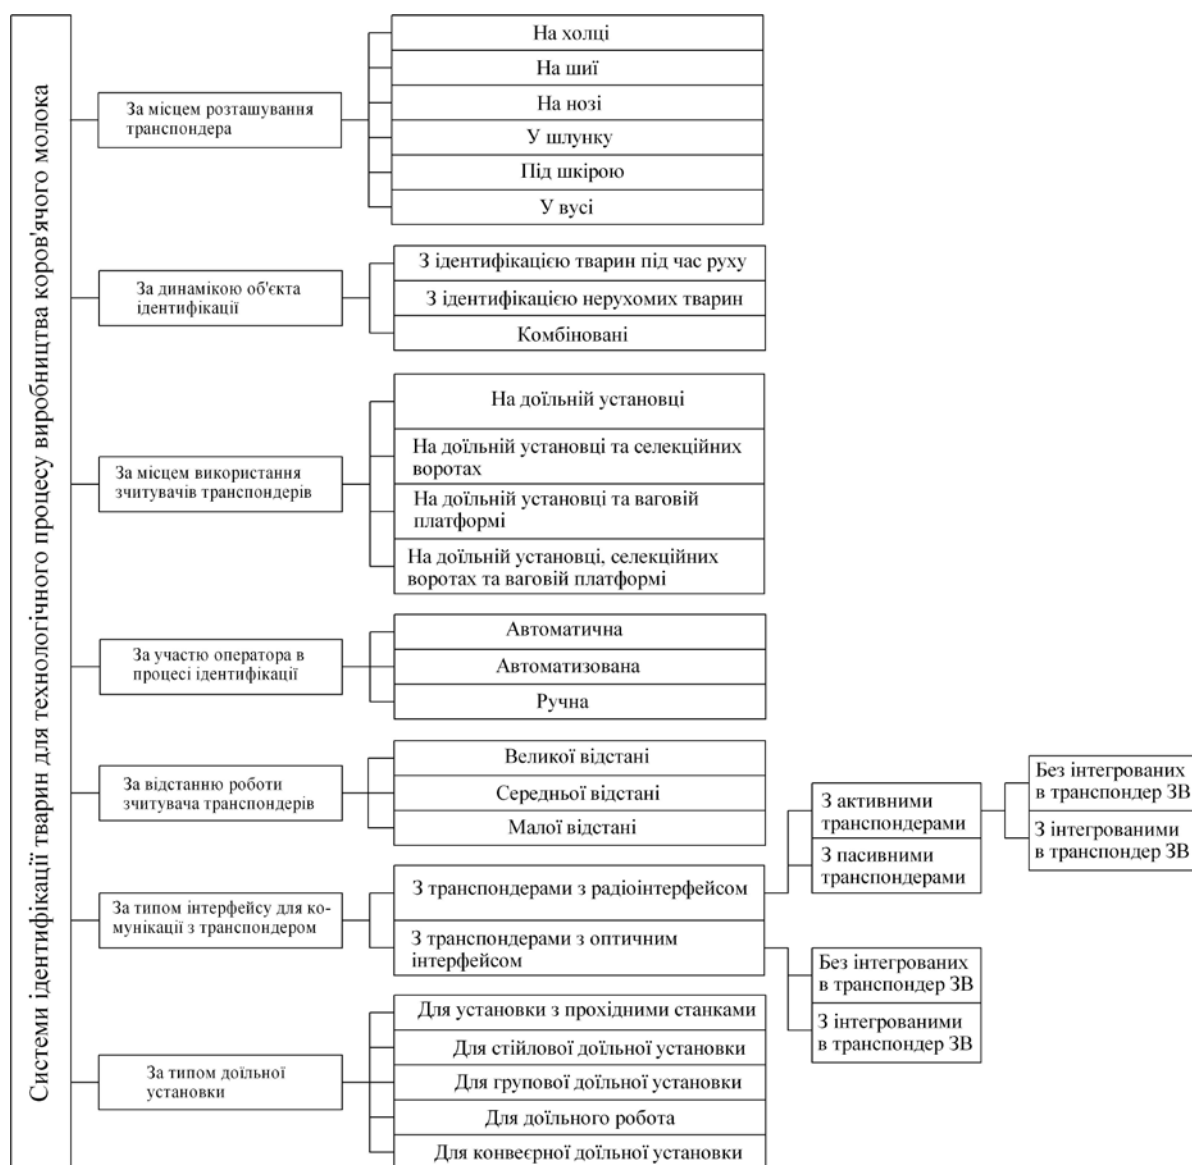 Системи ідентифікації тварин для технологічного процесу виробництва коров'ячого молока
За місцем розташування
транспондера
На холці
На шиї
На нозі
У шлунку
Під шкірою
У вусі
За динамікою об'єкта
ідентифікації
З ідентифікацією тварин під час руху
З ідентифікацією нерухомих тварин
Комбіновані
За місцем використання
зчитувачів транспондерів
На доїльній установці
На доїльній установці та селекційних
воротах
На доїльній установці та ваговій
платформі
На доїльній установці, селекційних
воротах та ваговій платформі
За участю оператора в
процесі ідентифікації
Автоматична
Автоматизована
Ручна
За відстанню роботи
зчитувача транспондерів
Великої відстані
Середньої відстані
Малої відстані
За типом інтерфейсу для ко-
мунікації з транспондером
З транспондерами з радіоінтерфейсом
З активними
транспондерами
Без інтегрованих
в транспондер ЗВ
З інтегрованими
в транспондер ЗВ
З пасивними
транспондерами
З транспондерами з оптичним
інтерфейсом
Без інтегрованих
в транспондер ЗВ
З інтегрованими
в транспондер ЗВ
За типом доїльної
установки
Для установки з прохідними станками
Для стійлової доїльної установки
Для групової доїльної установки
Для доїльного робота
Для конвеєрної доїльної установки